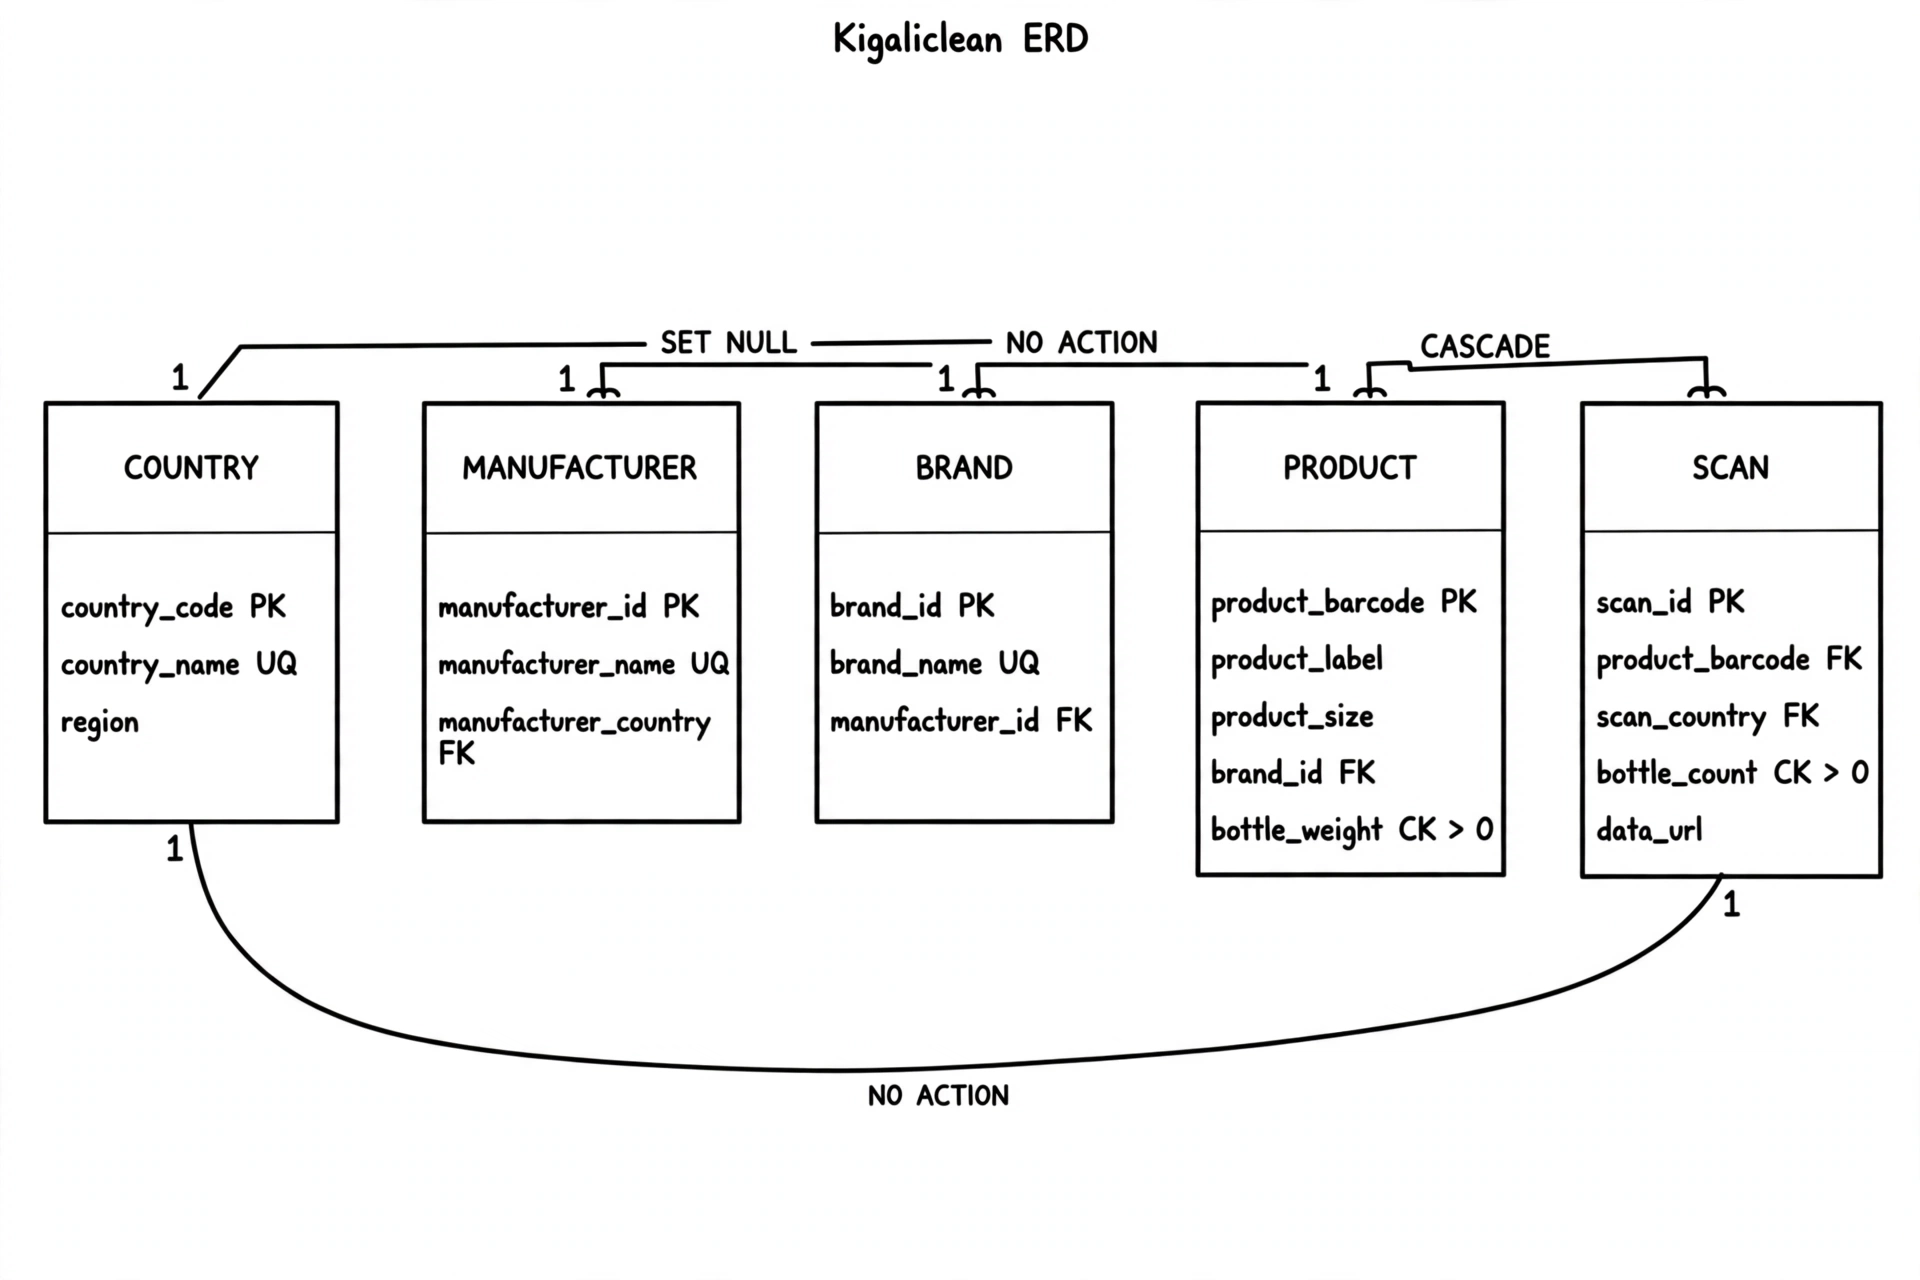 Kigaliclean ERD
SET NULL
NO ACTION
CASCADE
1
1
1
1
COUNTRY
country_code PK
country_name UQ
region
MANUFACTURER
manufacturer_id PK
manufacturer_name UQ
manufacturer_country
FK
BRAND
brand_id PK
brand_name UQ
manufacturer_id FK
PRODUCT
product_barcode PK
product_label
product_size
brand_id FK
bottle_weight CK > 0
SCAN
scan_id PK
product_barcode FK
scan_country FK
bottle_count CK > 0
data_url
1
1
NO ACTION